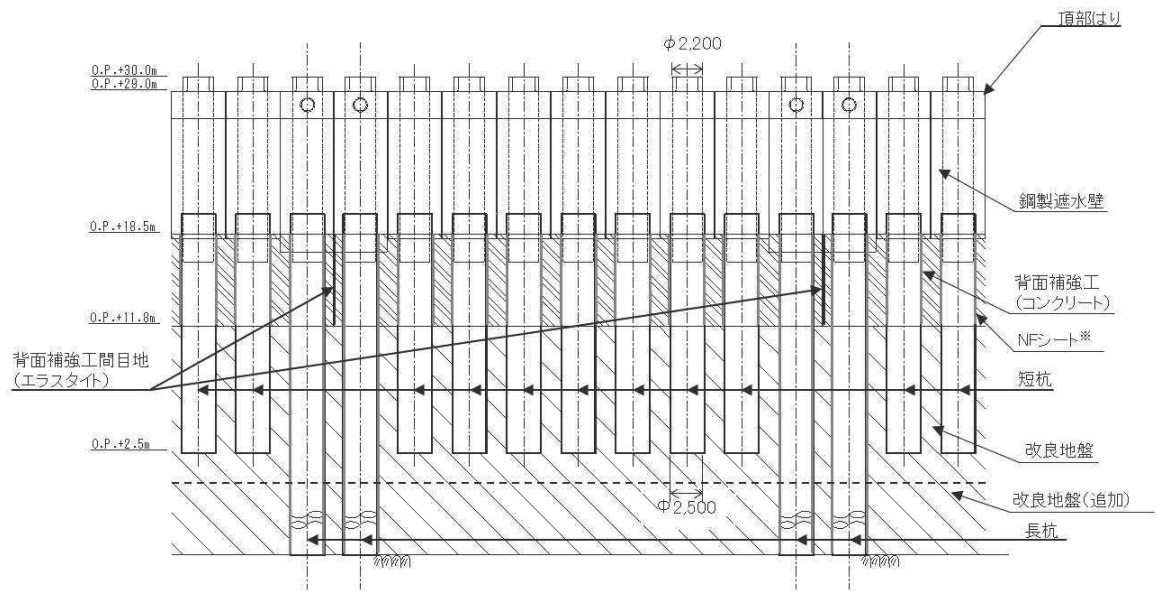 頂部はり
φ2,200
O.P.+30.0m
O.P.+29.0m
鋼製遮水壁
O.P.+18.5m
背面補強工
(コンクリート)
O.P.+11.8m
NFシート※
背面補強工間目地
(エラスタイト)
短杭
O.P.+2.5m
改良地盤
改良地盤(追加)
φ2,500
長杭